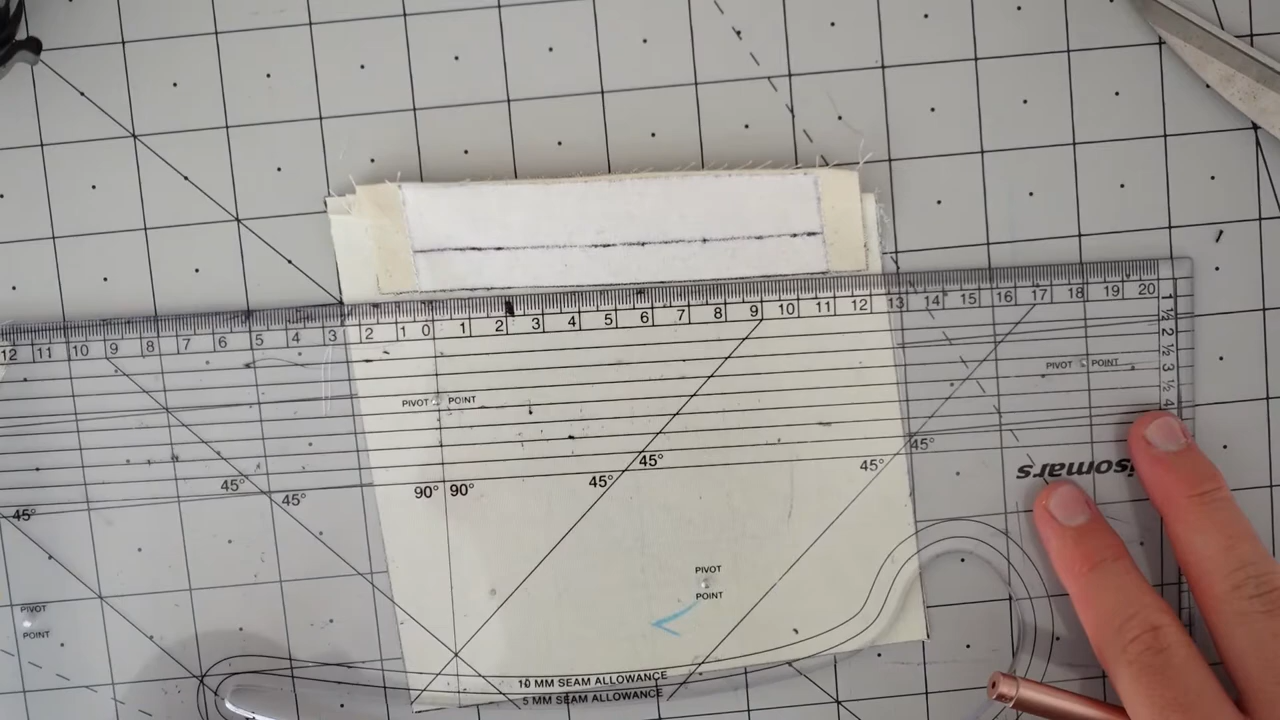 12 11 10 9 8 7 6 5 4 3 2 1 0 1 2 3 4 5 6 7 8 9 10 11 12 13 14 15 16 17 18 19 20
1 ½ 2 ½ 3 ½ 4
PIVOT POINT
PIVOT POINT
45°
45°
45°
45°
45°
90° 90°
45°
45°
45°
isomars
PIVOT
POINT
PIVOT
POINT
10 MM SEAM ALLOWANCE
5 MM SEAM ALLOWANCE